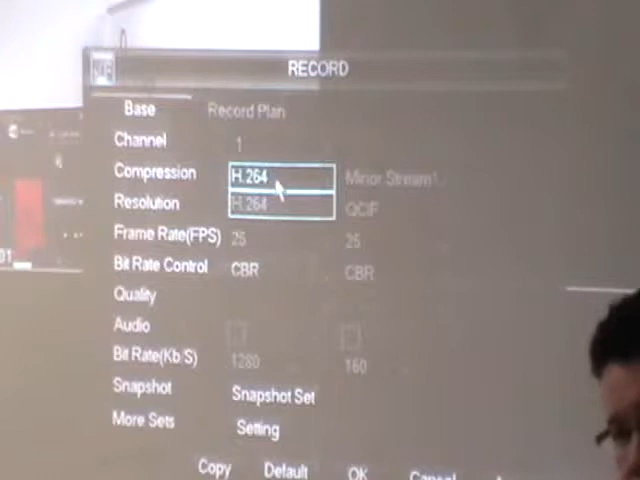 RECORD
Base Record Plan
Channel 1
Compression H.264 Minor Stream1
Resolution H.264 QCIF
Frame Rate(FPS) 25 25
Bit Rate Control CBR CBR
Quality
Audio
Bit Rate(Kb S) 1280 160
Snapshot Snapshot Set
More Sets Setting
Copy Default OK Cancel